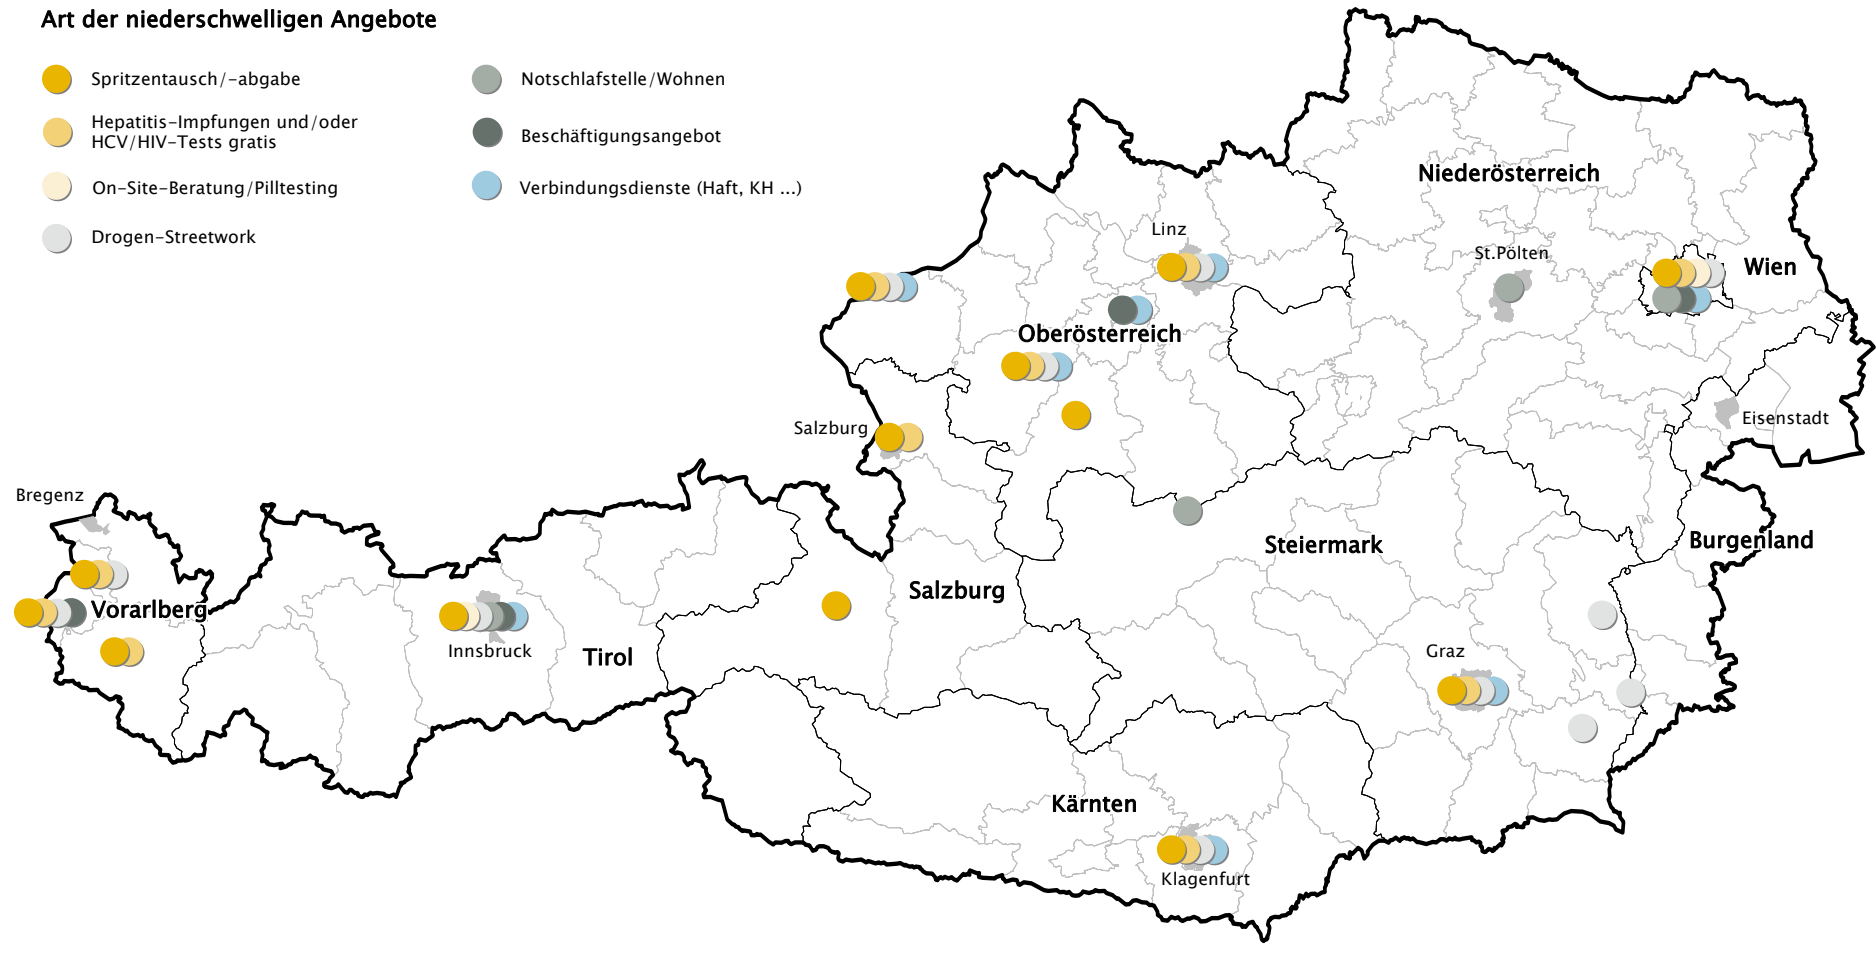 Art der niederschwelligen Angebote
Spritzentausch/-abgabe
Hepatitis-Impfungen und/oder
HCV/HIV-Tests gratis
On-Site-Beratung/Pilltesting
Drogen-Streetwork
Notschlafstelle/Wohnen
Beschäftigungsangebot
Verbindungsdienste (Haft, KH ...)
Niederösterreich
Linz
St.Pölten
Wien
Oberösterreich
Eisenstadt
Salzburg
Bregenz
Burgenland
Steiermark
Salzburg
Vorarlberg
Innsbruck
Tirol
Graz
Kärnten
Klagenfurt